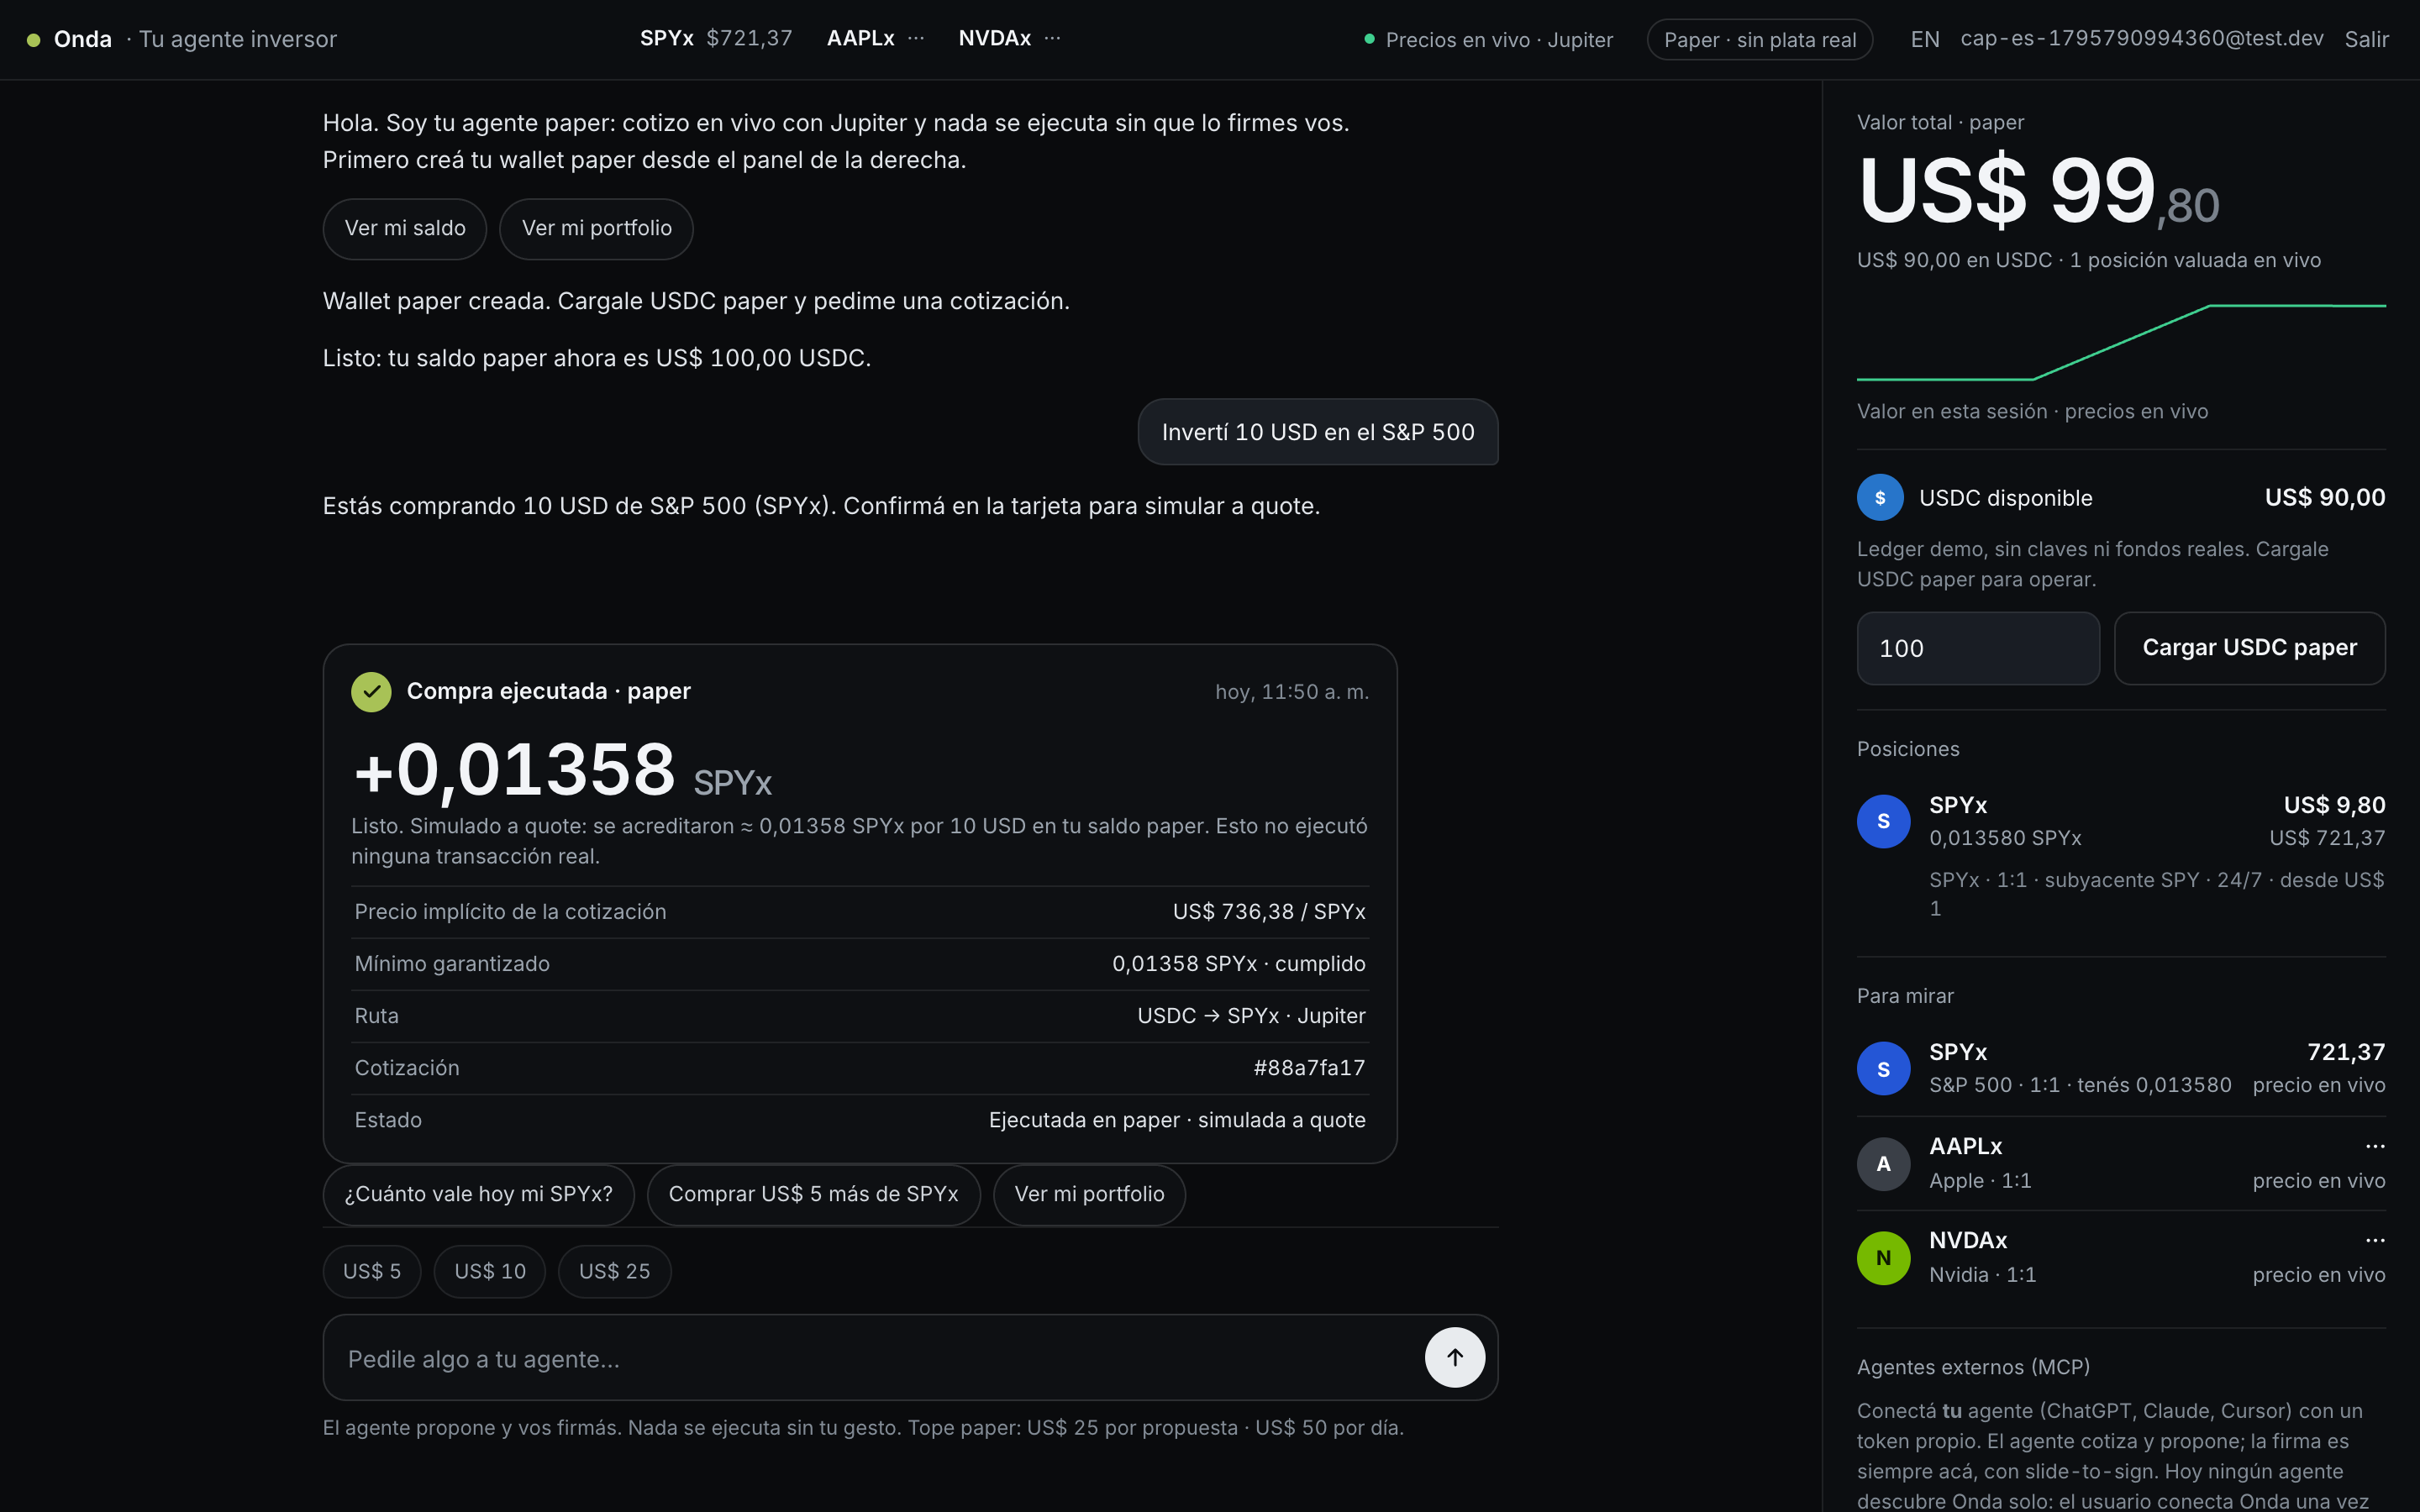 Onda · Tu agente inversor
SPYx $721,37 AAPLx ··· NVDAx ···
Precios en vivo · Jupiter
Paper · sin plata real
EN cap-es-1795790994360@test.dev Salir
Hola. Soy tu agente paper: cotizo en vivo con Jupiter y nada se ejecuta sin que lo firmes vos.
Primero creá tu wallet paper desde el panel de la derecha.
Ver mi saldo
Ver mi portfolio
Wallet paper creada. Cargale USDC paper y pedime una cotización.
Listo: tu saldo paper ahora es US$ 100,00 USDC.
Invertí 10 USD en el S&P 500
Estás comprando 10 USD de S&P 500 (SPYx). Confirmá en la tarjeta para simular a quote.
Compra ejecutada · paper
hoy, 11:50 a. m.
+0,01358 SPYx
Listo. Simulado a quote: se acreditaron ≈ 0,01358 SPYx por 10 USD en tu saldo paper. Esto no ejecutó
ninguna transacción real.
Precio implícito de la cotización US$ 736,38 / SPYx
Mínimo garantizado 0,01358 SPYx · cumplido
Ruta USDC → SPYx · Jupiter
Cotización #88a7fa17
Estado Ejecutada en paper · simulada a quote
¿Cuánto vale hoy mi SPYx?
Comprar US$ 5 más de SPYx
Ver mi portfolio
US$ 5
US$ 10
US$ 25
Pedile algo a tu agente...
El agente propone y vos firmás. Nada se ejecuta sin tu gesto. Tope paper: US$ 25 por propuesta · US$ 50 por día.
Valor total · paper
US$ 99,80
US$ 90,00 en USDC · 1 posición valuada en vivo
Valor en esta sesión · precios en vivo
$ USDC disponible US$ 90,00
Ledger demo, sin claves ni fondos reales. Cargale
USDC paper para operar.
100
Cargar USDC paper
Posiciones
S
SPYx US$ 9,80
0,013580 SPYx US$ 721,37
SPYx · 1:1 · subyacente SPY · 24/7 · desde US$
1
Para mirar
S
SPYx 721,37
S&P 500 · 1:1 · tenés 0,013580 precio en vivo
A
AAPLx ···
Apple · 1:1 precio en vivo
N
NVDAx ···
Nvidia · 1:1 precio en vivo
Agentes externos (MCP)
Conectá tu agente (ChatGPT, Claude, Cursor) con un
token propio. El agente cotiza y propone; la firma es
siempre acá, con slide-to-sign. Hoy ningún agente
descubre Onda solo: el usuario conecta Onda una vez